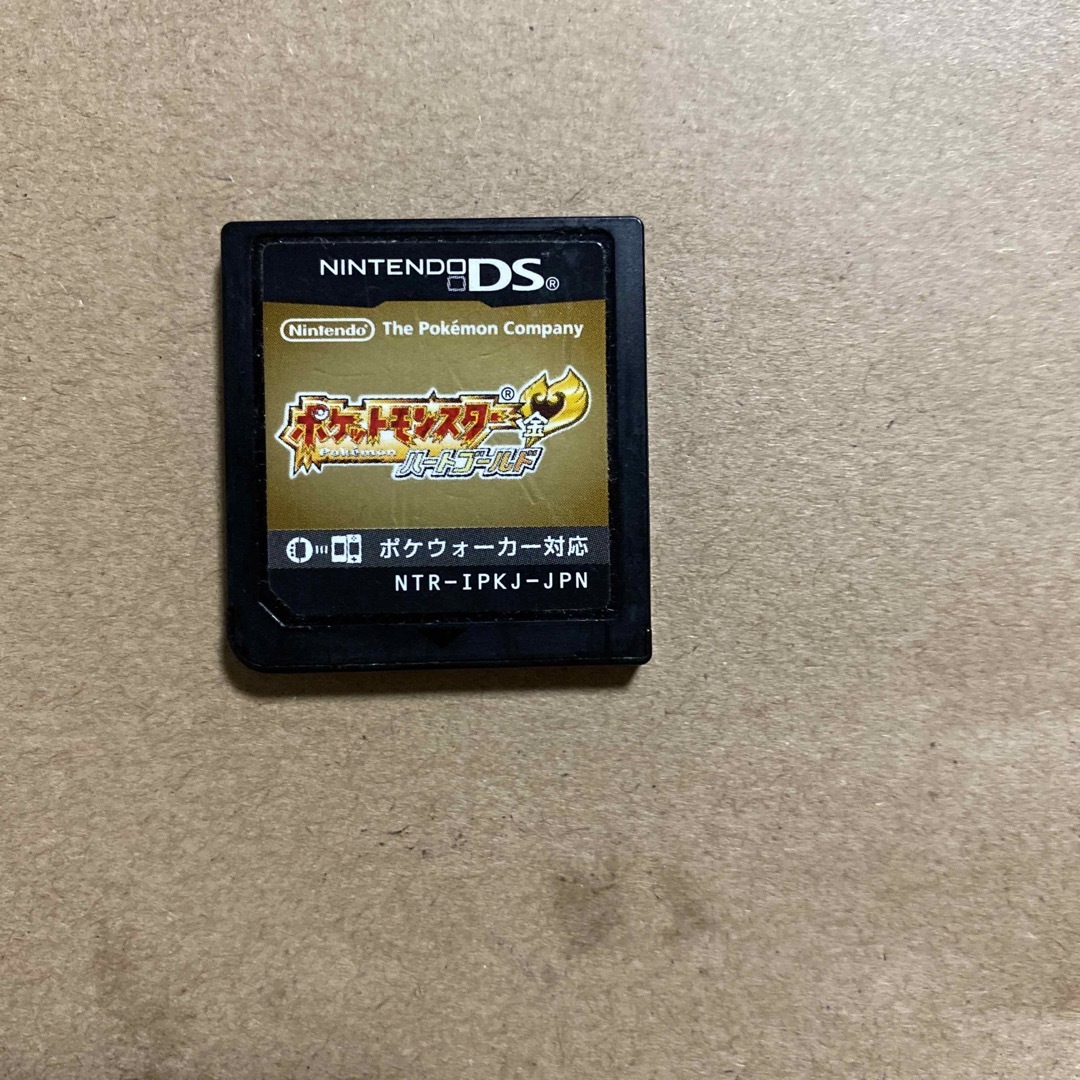 NINTENDO DS®
Nintendo® The Pokémon Company
ポケットモンスター® 金
Pokémon
ハートゴールド
ポケウォーカー対応
NTR-IPKJ-JPN